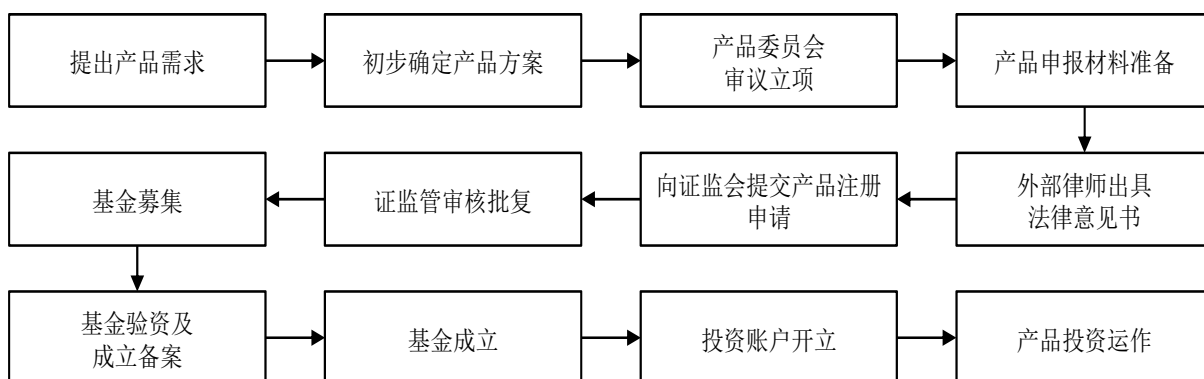 提出产品需求
初步确定产品方案
产品委员会
审议立项
产品申报材料准备
外部律师出具
法律意见书
向证监会提交产品注册
申请
证监管审核批复
基金募集
基金验资及
成立备案
基金成立
投资账户开立
产品投资运作